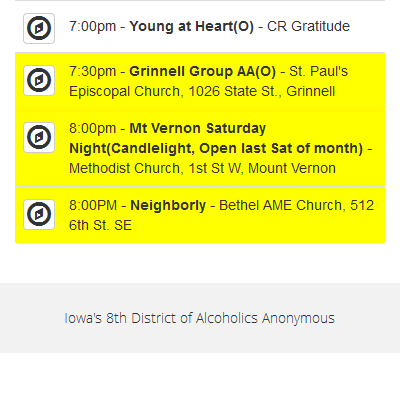 7:00pm - Young at Heart(O) - CR Gratitude
7:30pm - Grinnell Group AA(O) - St. Paul's
Episcopal Church, 1026 State St., Grinnell
8:00pm - Mt Vernon Saturday
Night(Candlelight, Open last Sat of month) -
Methodist Church, 1st St W, Mount Vernon
8:00PM - Neighborly - Bethel AME Church, 512
6th St. SE
Iowa's 8th District of Alcoholics Anonymous